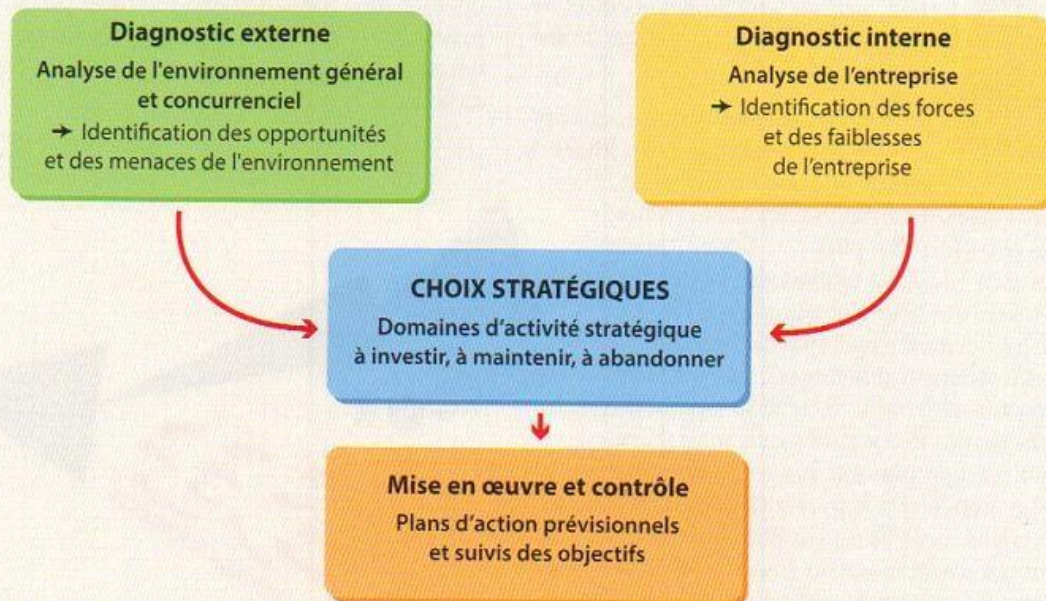 Diagnostic externe
Analyse de l'environnement général
et concurrenciel
➔ Identification des opportunités
et des menaces de l'environnement
Diagnostic interne
Analyse de l'entreprise
➔ Identification des forces
et des faiblesses
de l'entreprise
CHOIX STRATÉGIQUES
Domaines d'activité stratégique
à investir, à maintenir, à abandonner
Mise en œuvre et contrôle
Plans d'action prévisionnels
et suivis des objectifs